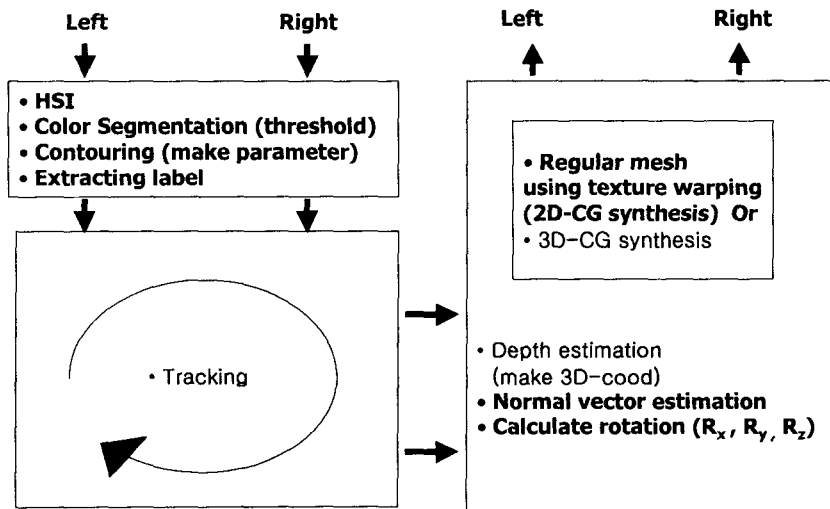 Left Right
• HSI
• Color Segmentation (threshold)
• Contouring (make parameter)
• Extracting label
• Tracking
Left Right
• Regular mesh
using texture warping
(2D-CG synthesis) Or
• 3D-CG synthesis
• Depth estimation
(make 3D-cood)
• Normal vector estimation
• Calculate rotation (Rx, Ry, Rz)